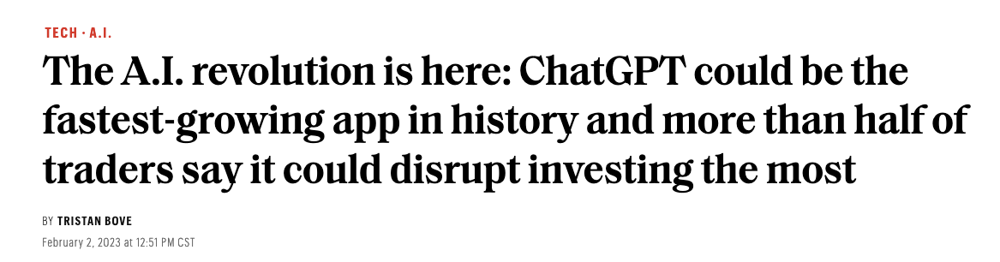 TECH · A.I.
The A.I. revolution is here: ChatGPT could be the
fastest-growing app in history and more than half of
traders say it could disrupt investing the most
BY TRISTAN BOVE
February 2, 2023 at 12:51 PM CST